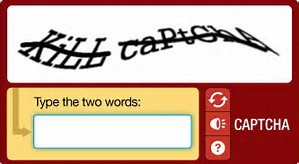 KiLL caPtCHA
Type the two words:
CAPTCHA
?